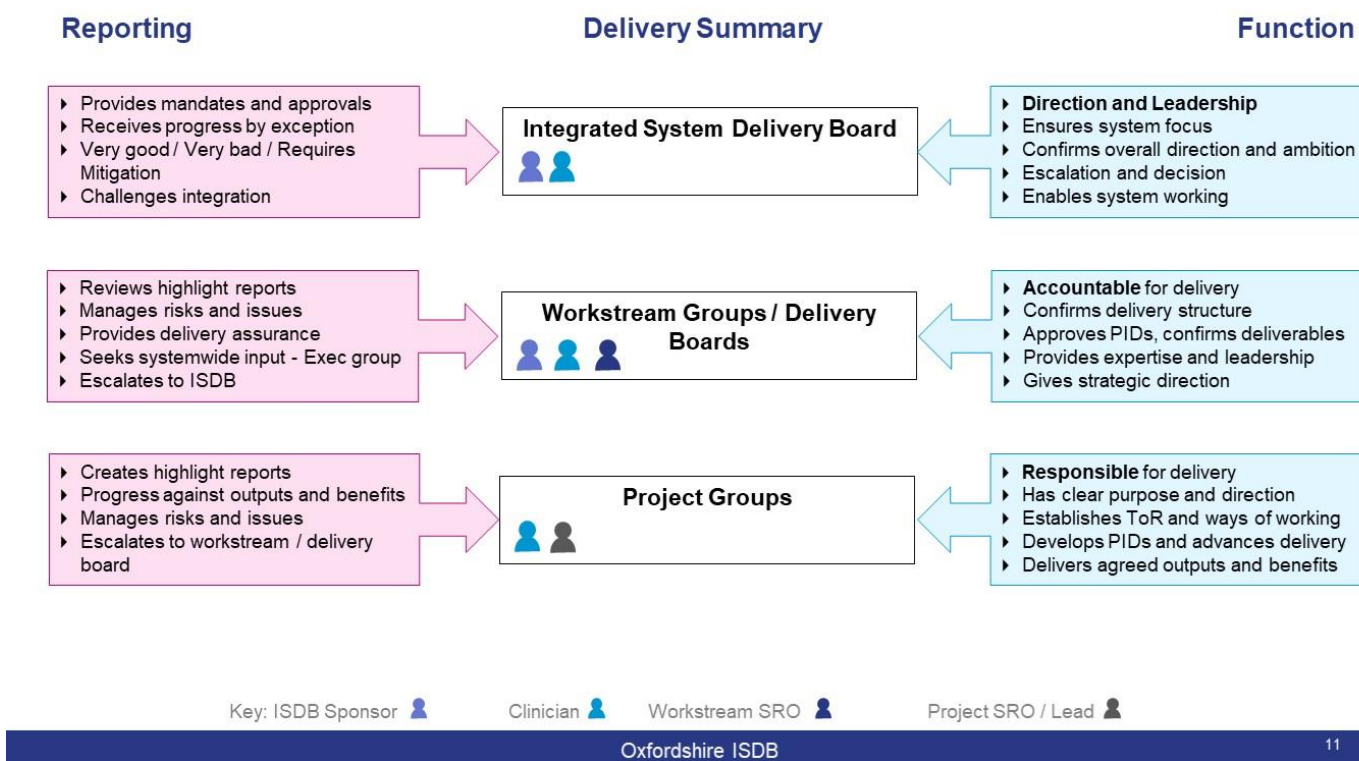 Reporting
Delivery Summary
Function
Provides mandates and approvals
Receives progress by exception
Very good / Very bad / Requires
Mitigation
Challenges integration
Integrated System Delivery Board
Direction and Leadership
Ensures system focus
Confirms overall direction and ambition
Escalation and decision
Enables system working
Reviews highlight reports
Manages risks and issues
Provides delivery assurance
Seeks systemwide input - Exec group
Escalates to ISDB
Workstream Groups / Delivery
Boards
Accountable for delivery
Confirms delivery structure
Approves PIDs, confirms deliverables
Provides expertise and leadership
Gives strategic direction
Creates highlight reports
Progress against outputs and benefits
Manages risks and issues
Escalates to workstream / delivery
board
Project Groups
Responsible for delivery
Has clear purpose and direction
Establishes ToR and ways of working
Develops PIDs and advances delivery
Delivers agreed outputs and benefits
Key: ISDB Sponsor
Clinician
Workstream SRO
Project SRO / Lead
Oxfordshire ISDB
11